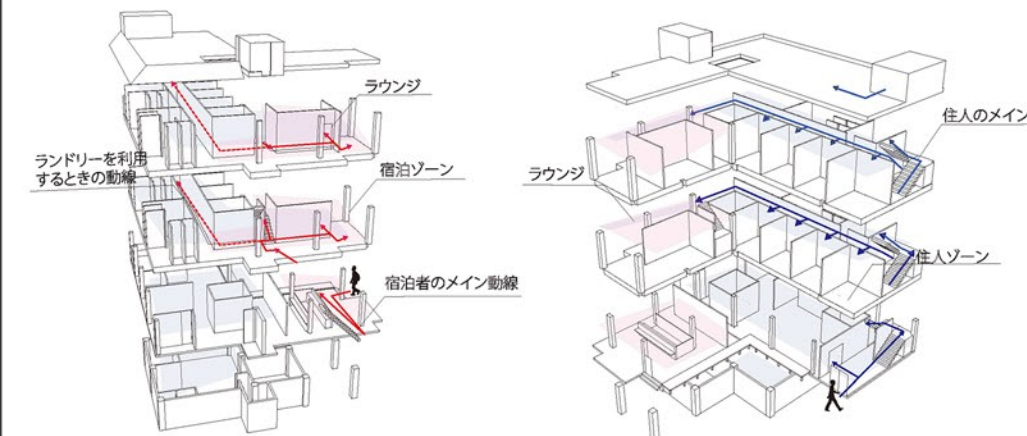 ラウンジ
ランドリーを利用
するときの動線
宿泊ゾーン
宿泊者のメイン動線
住人のメイン
ラウンジ
住人ゾーン